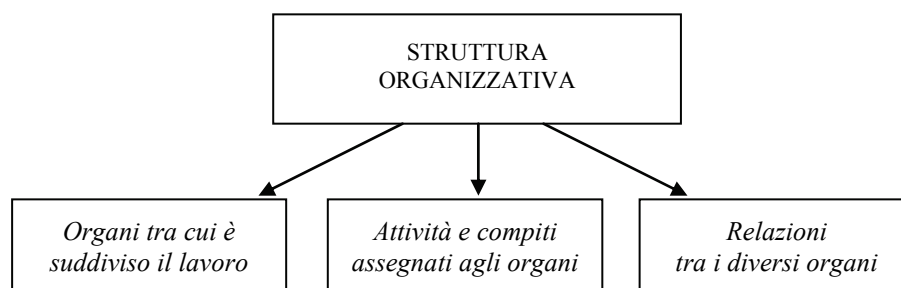 STRUTTURA
ORGANIZZATIVA
Organi tra cui è
suddiviso il lavoro
Attività e compiti
assegnati agli organi
Relazioni
tra i diversi organi